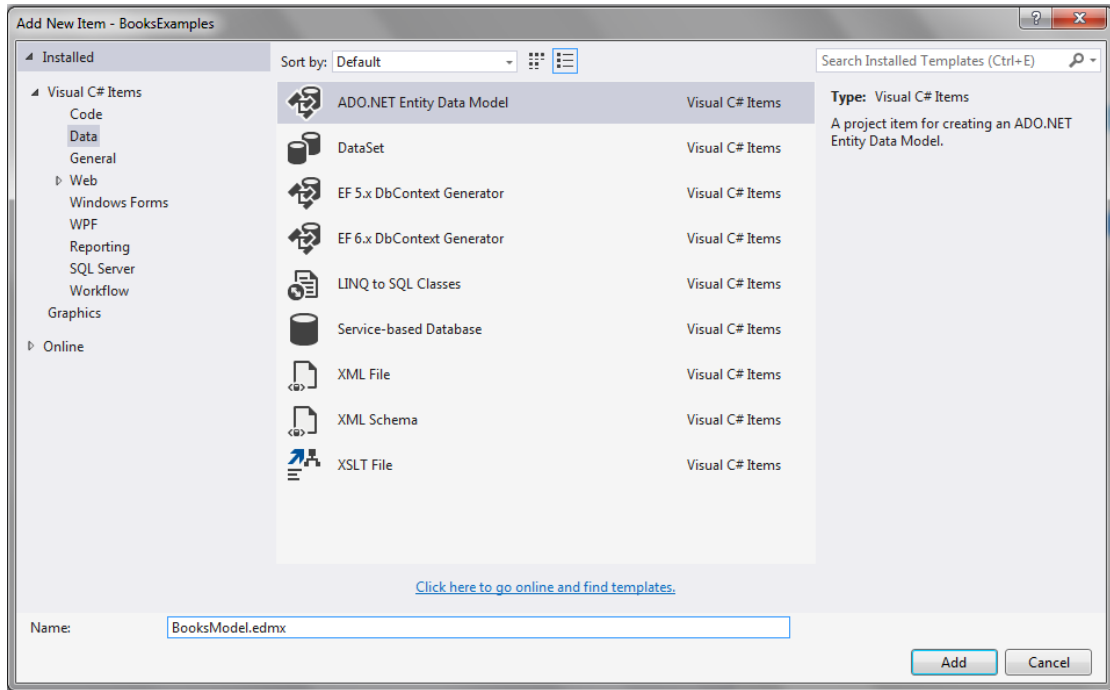 Add New Item - BooksExamples
Installed
Visual C# Items
Code
Data
General
Web
Windows Forms
WPF
Reporting
SQL Server
Workflow
Graphics
Online
Sort by: Default
ADO.NET Entity Data Model Visual C# Items
DataSet Visual C# Items
EF 5.x DbContext Generator Visual C# Items
EF 6.x DbContext Generator Visual C# Items
LINQ to SQL Classes Visual C# Items
Service-based Database Visual C# Items
XML File Visual C# Items
XML Schema Visual C# Items
XSLT File Visual C# Items
Click here to go online and find templates.
Search Installed Templates (Ctrl+E)
Type: Visual C# Items
A project item for creating an ADO.NET
Entity Data Model.
Name: BooksModel.edmx
Add Cancel